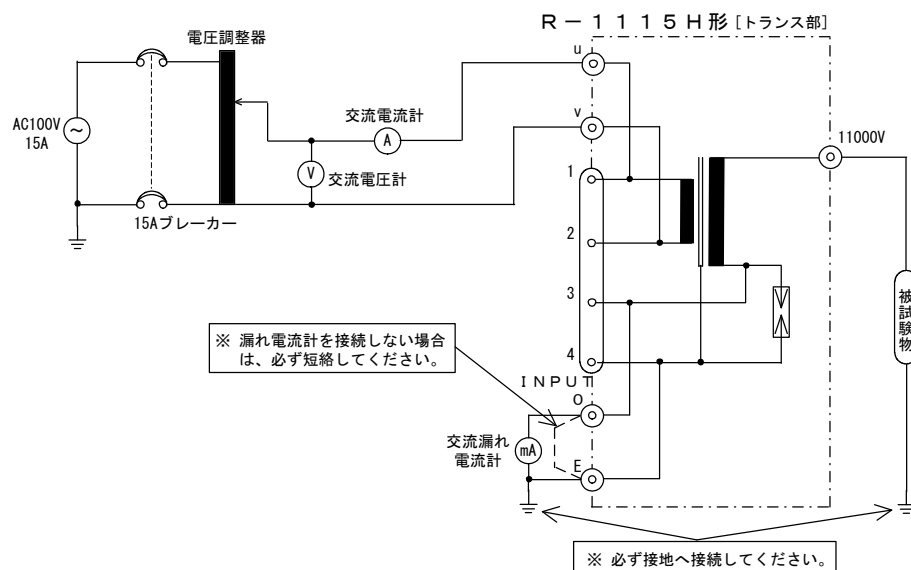 R－1115H形 [トランス部]
電圧調整器
u
AC100V
15A
交流電流計
A
v
11000V
V
交流電圧計
1
15Aブレーカー
2
3
被試験物
※ 漏れ電流計を接続しない場合
は、必ず短絡してください。
4
INPUT
O
交流漏れ
電流計
mA
E
※ 必ず接地へ接続してください。